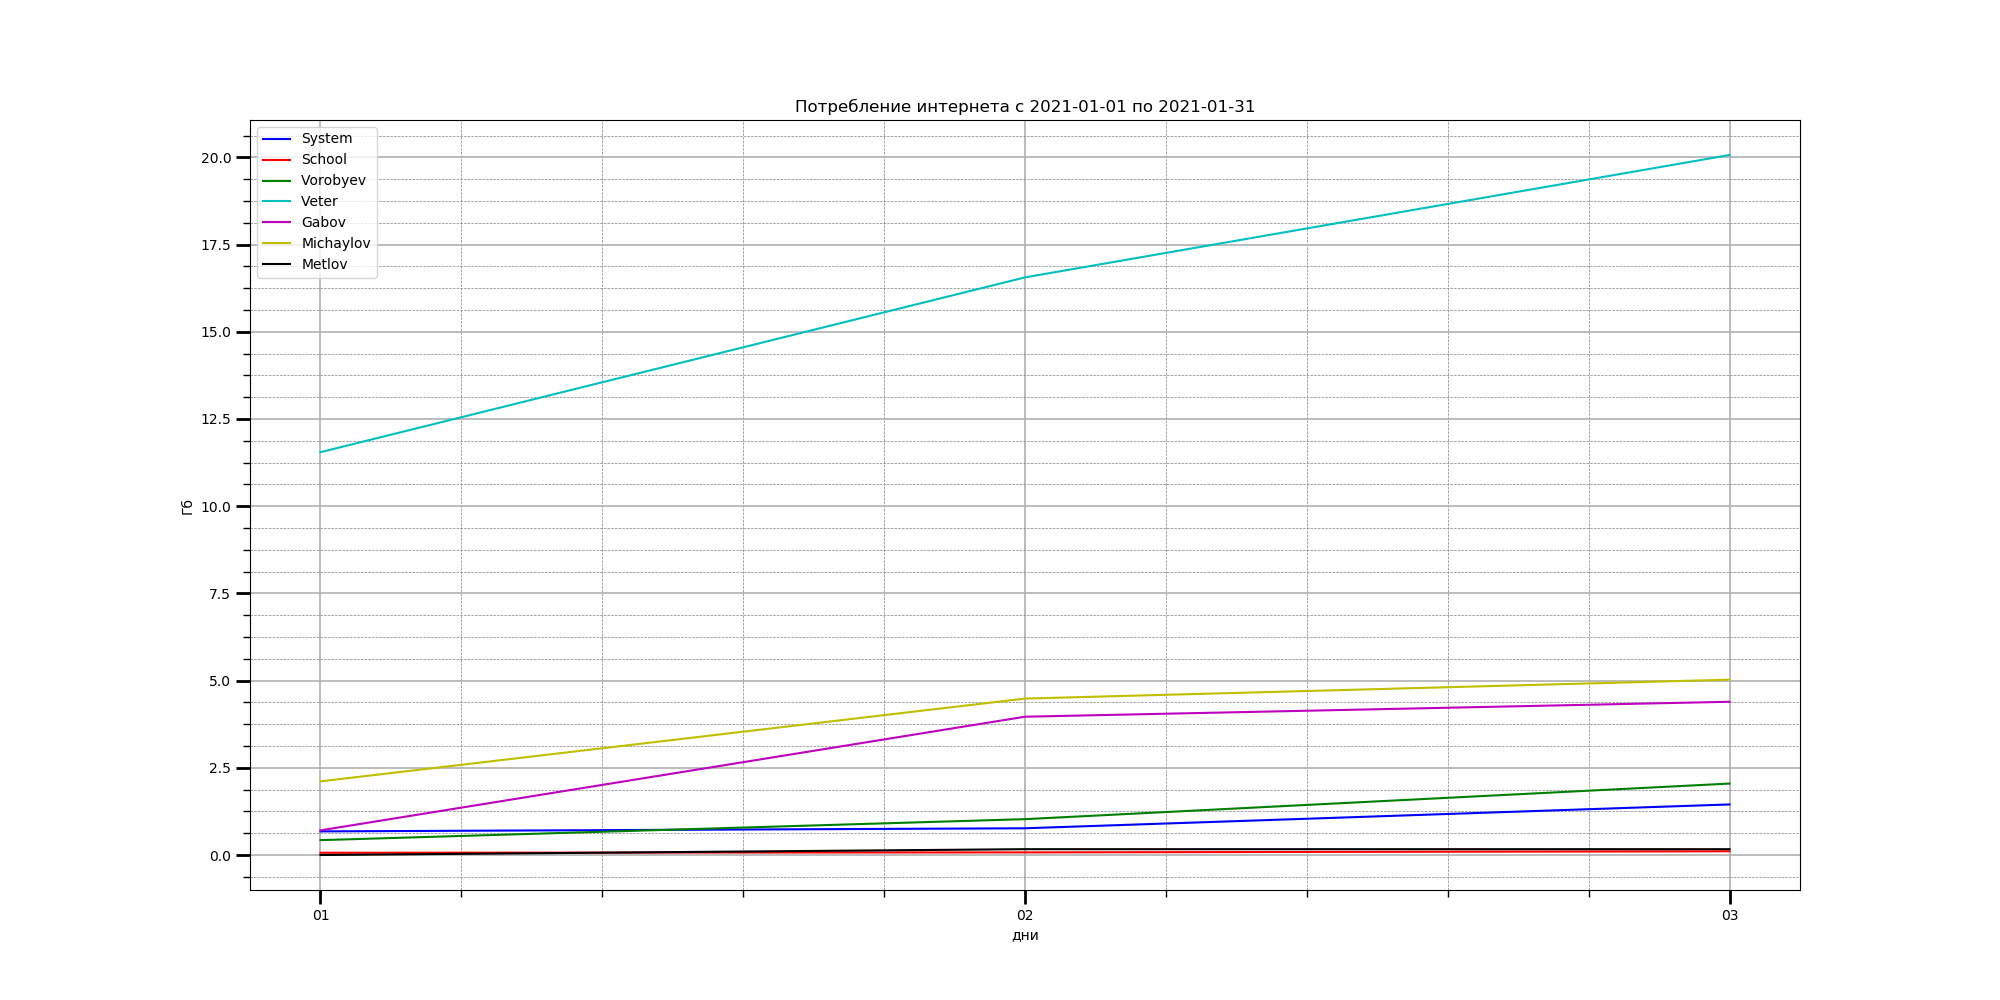 Потребление интернета с 2021-01-01 по 2021-01-31
System
School
Vorobyev
Veter
Gabov
Michaylov
Metlov
20.0
17.5
15.0
12.5
10.0
7.5
5.0
2.5
0.0
Гб
01
02
03
дни